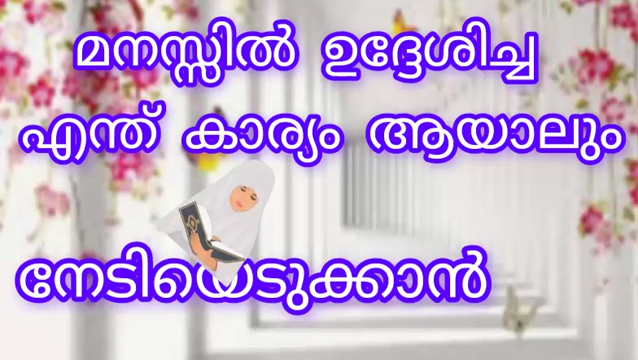 മനസ്സിൽ ഉദ്ദേശിച്ച
എന്ത് കാര്യം ആയാലും
നേടിയെടുക്കാൻ